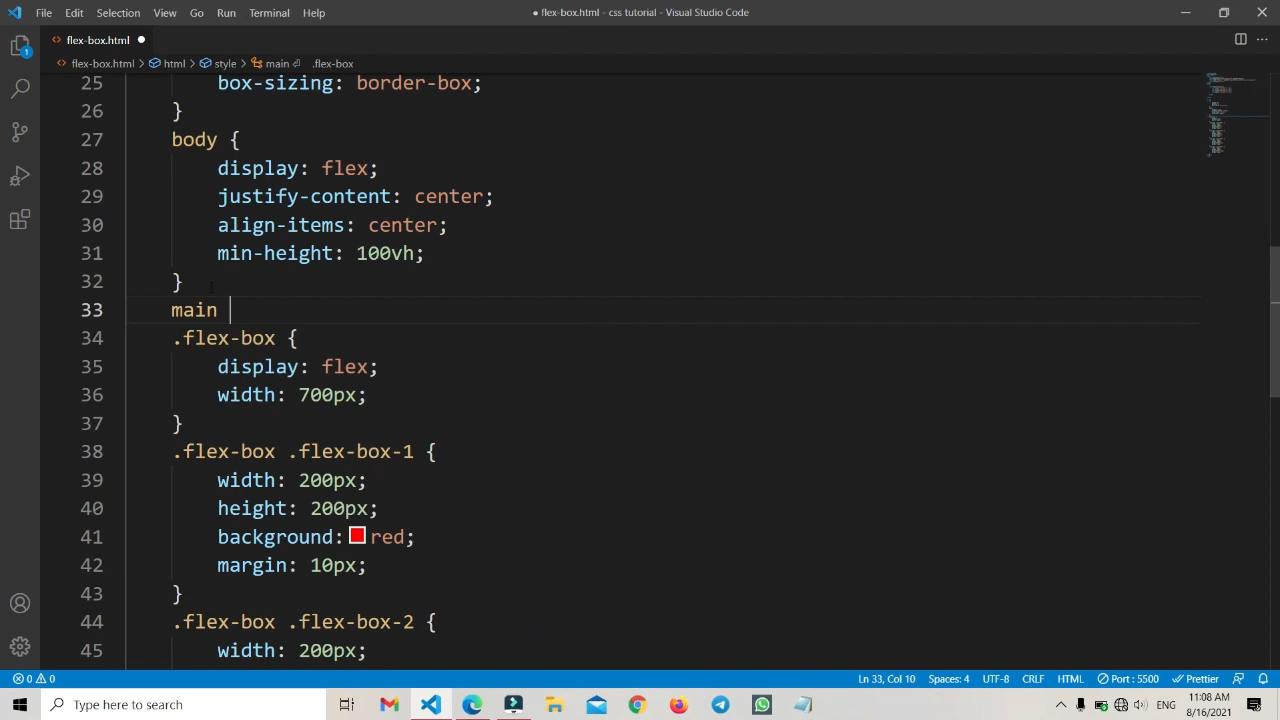 File Edit Selection View Go Run Terminal Help
● flex-box.html - css tutorial - Visual Studio Code
<> flex-box.html ●
<> flex-box.html > html > style > main ⏎ .flex-box
1
25 box-sizing: border-box;
26 }
27 body {
28 display: flex;
29 justify-content: center;
30 align-items: center;
31 min-height: 100vh;
32 }
33 main
34 .flex-box {
35 display: flex;
36 width: 700px;
37 }
38 .flex-box .flex-box-1 {
39 width: 200px;
40 height: 200px;
41 background: red;
42 margin: 10px;
43 }
44 .flex-box .flex-box-2 {
45 width: 200px;
0 0 Ln 33, Col 10 Spaces: 4 UTF-8 CRLF HTML Port : 5500 Prettier
Type here to search
ENG
11:08 AM
8/16/2021